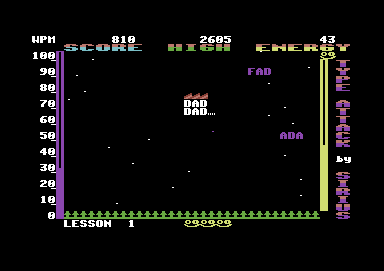 WPM 810 2605 43
SCORE HIGH ENERGY
100
90
80
70
60
50
40
30
20
10
0
FAD
DAD
DAD...
ADA
LESSON 1
TYPE ATTACK
by
SIRIUS